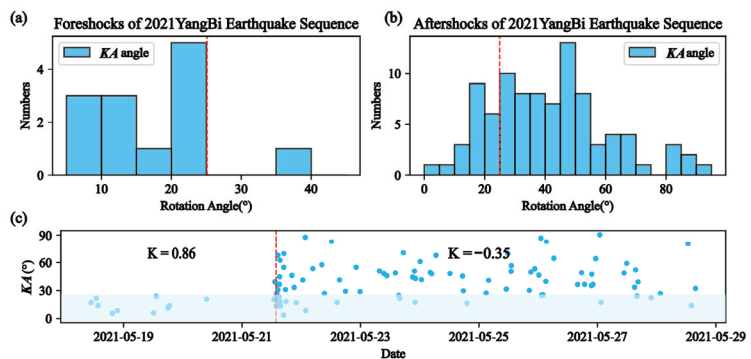 (a) Foreshocks of 2021YangBi Earthquake Sequence
KA angle
Numbers
4
2
0
10 20 30 40
Rotation Angle(°)
(b) Aftershocks of 2021YangBi Earthquake Sequence
KA angle
Numbers
10
5
0
0 20 40 60 80
Rotation Angle(°)
(c)
K = 0.86
K = −0.35
KA (°)
90
60
30
0
2021-05-19 2021-05-21 2021-05-23 2021-05-25 2021-05-27 2021-05-29
Date